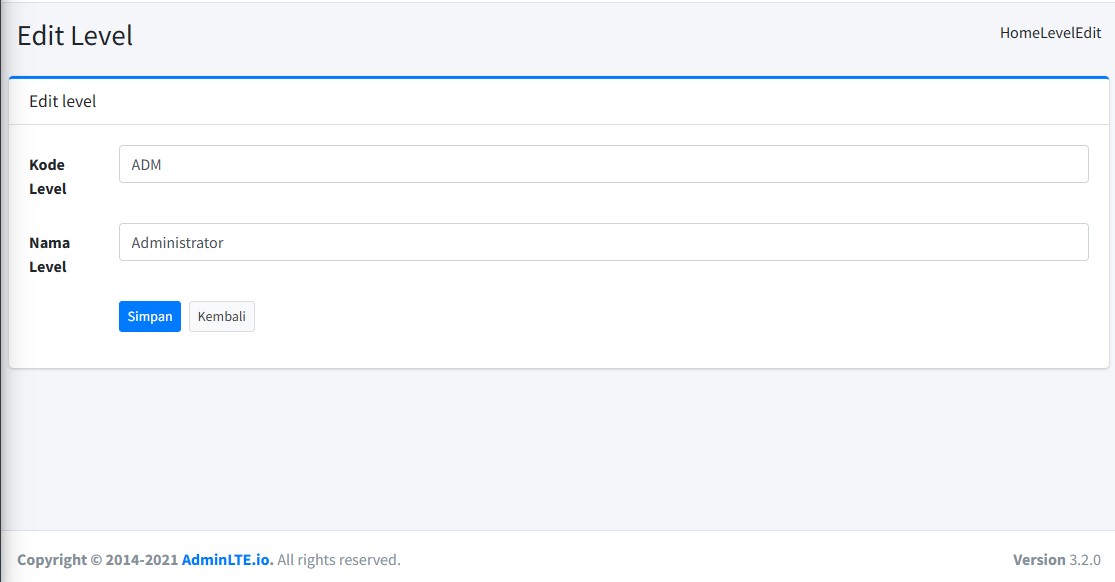 Edit Level
HomeLevelEdit
Edit level
Kode
Level
ADM
Nama
Level
Administrator
Simpan
Kembali
Copyright © 2014-2021 AdminLTE.io. All rights reserved.
Version 3.2.0